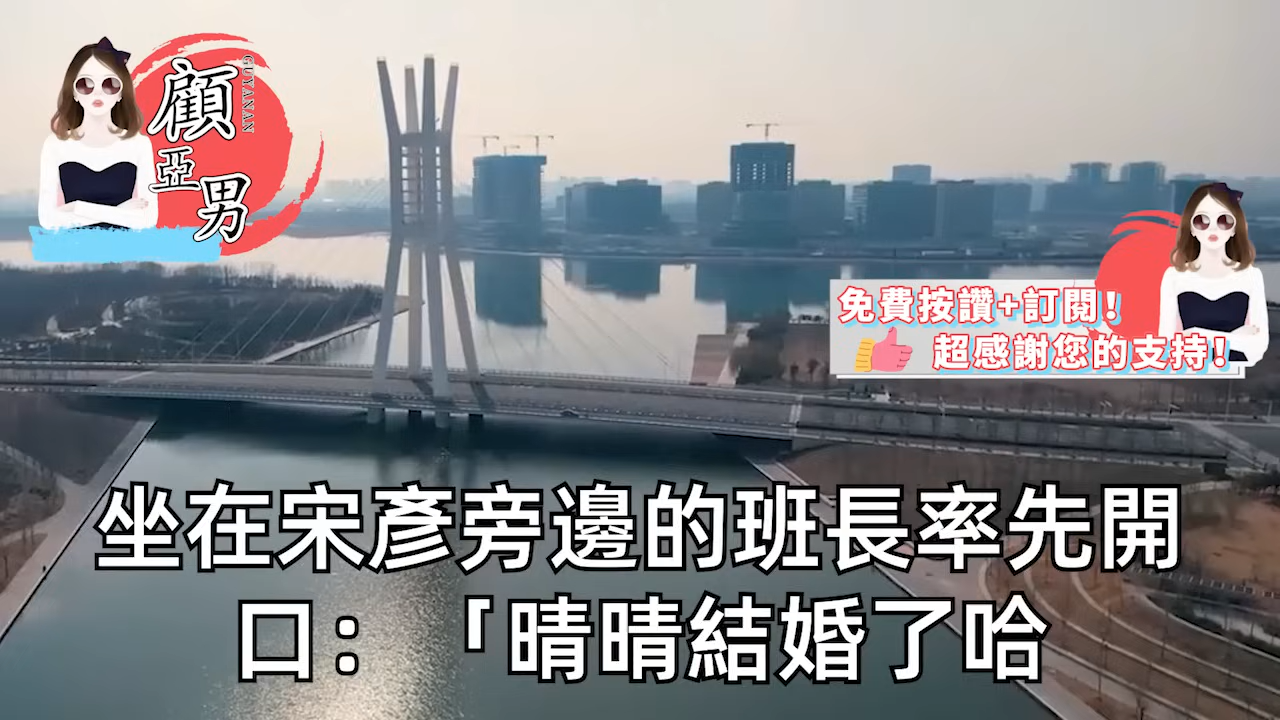 顧亞男
GUYANAN
免費按讚+訂閱!
超感謝您的支持!
坐在宋彥旁邊的班長率先開
口：「晴晴結婚了哈